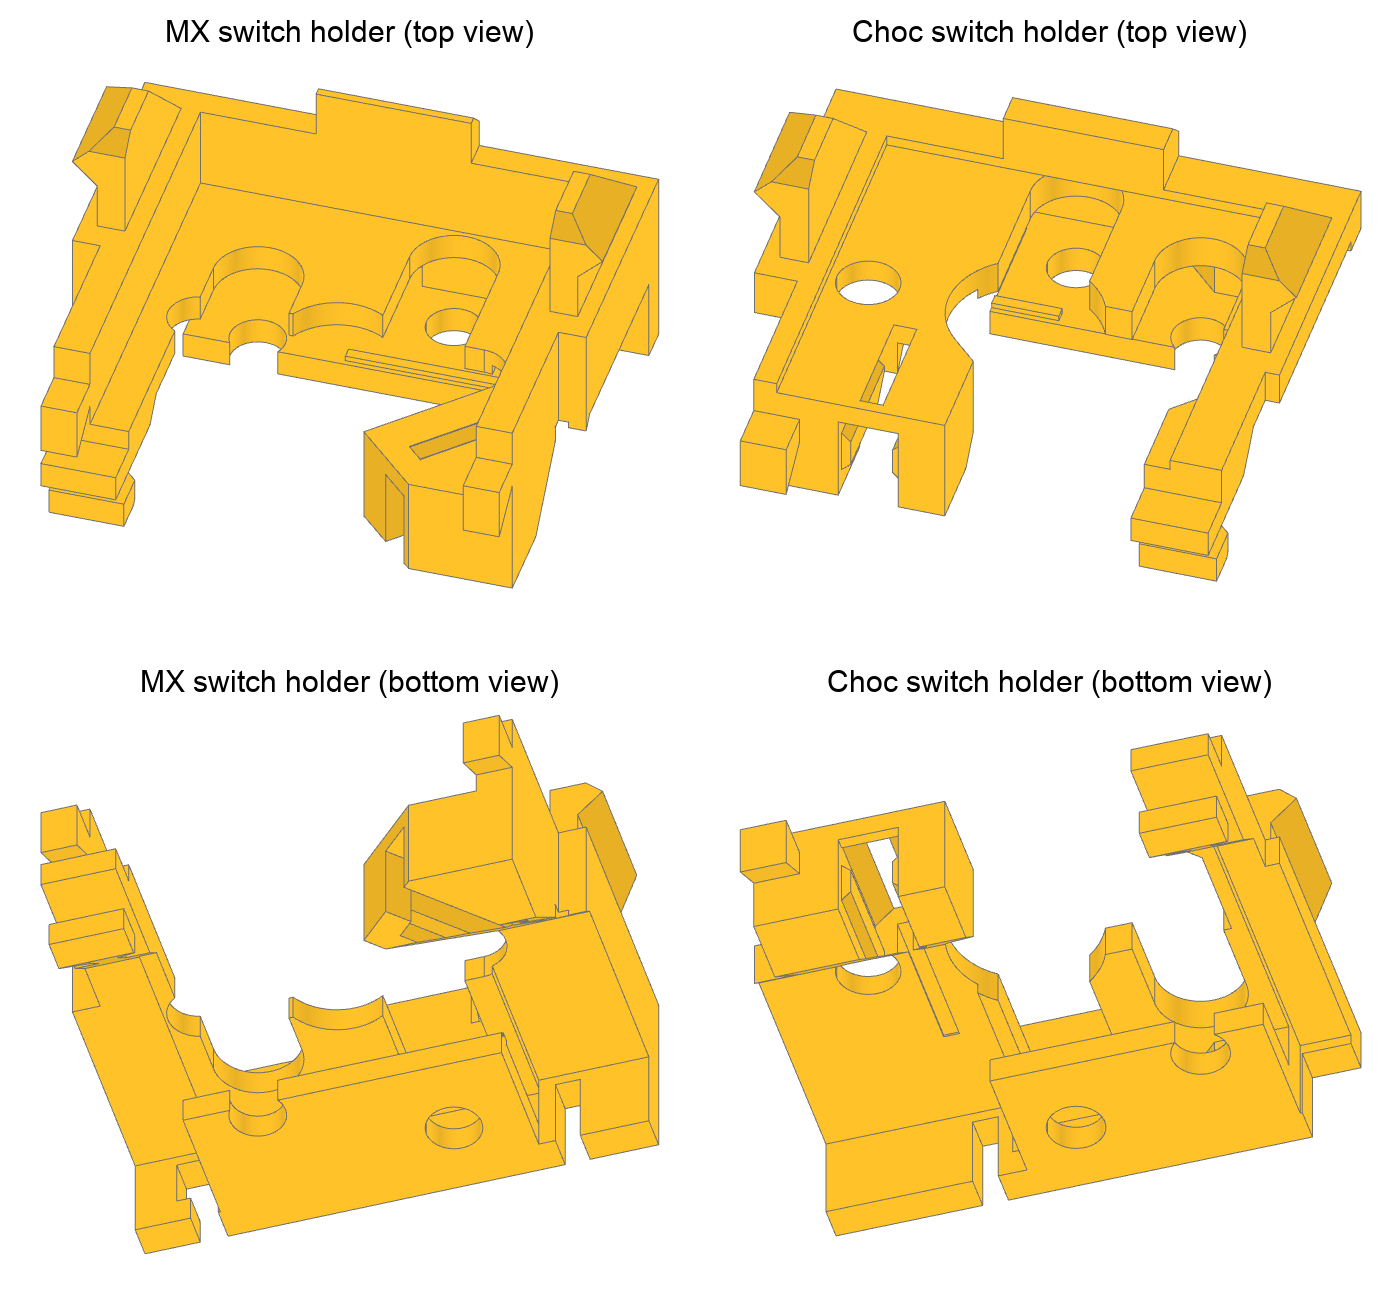 MX switch holder (top view)
Choc switch holder (top view)
MX switch holder (bottom view)
Choc switch holder (bottom view)